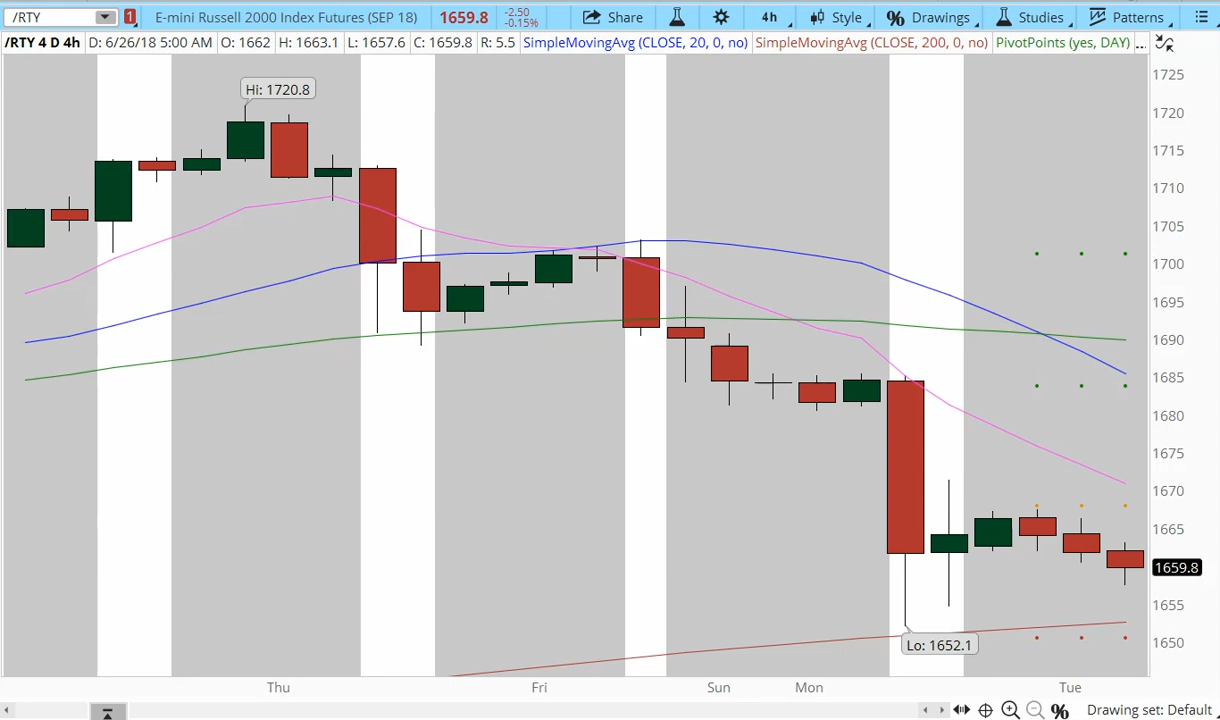 /RTY 1 E-mini Russell 2000 Index Futures (SEP 18) 1659.8 -2.50 -0.15% Share 4h Style % Drawings Studies Patterns
/RTY 4 D 4h D: 6/26/18 5:00 AM O: 1662 H: 1663.1 L: 1657.6 C: 1659.8 R: 5.5 SimpleMovingAvg (CLOSE, 20, 0, no) SimpleMovingAvg (CLOSE, 200, 0, no) PivotPoints (yes, DAY) ...
1725
Hi: 1720.8
1720
1715
1710
1705
1700
1695
1690
1685
1680
1675
1670
1665
1659.8
1655
1650
Lo: 1652.1
Thu Fri Sun Mon Tue
% Drawing set: Default